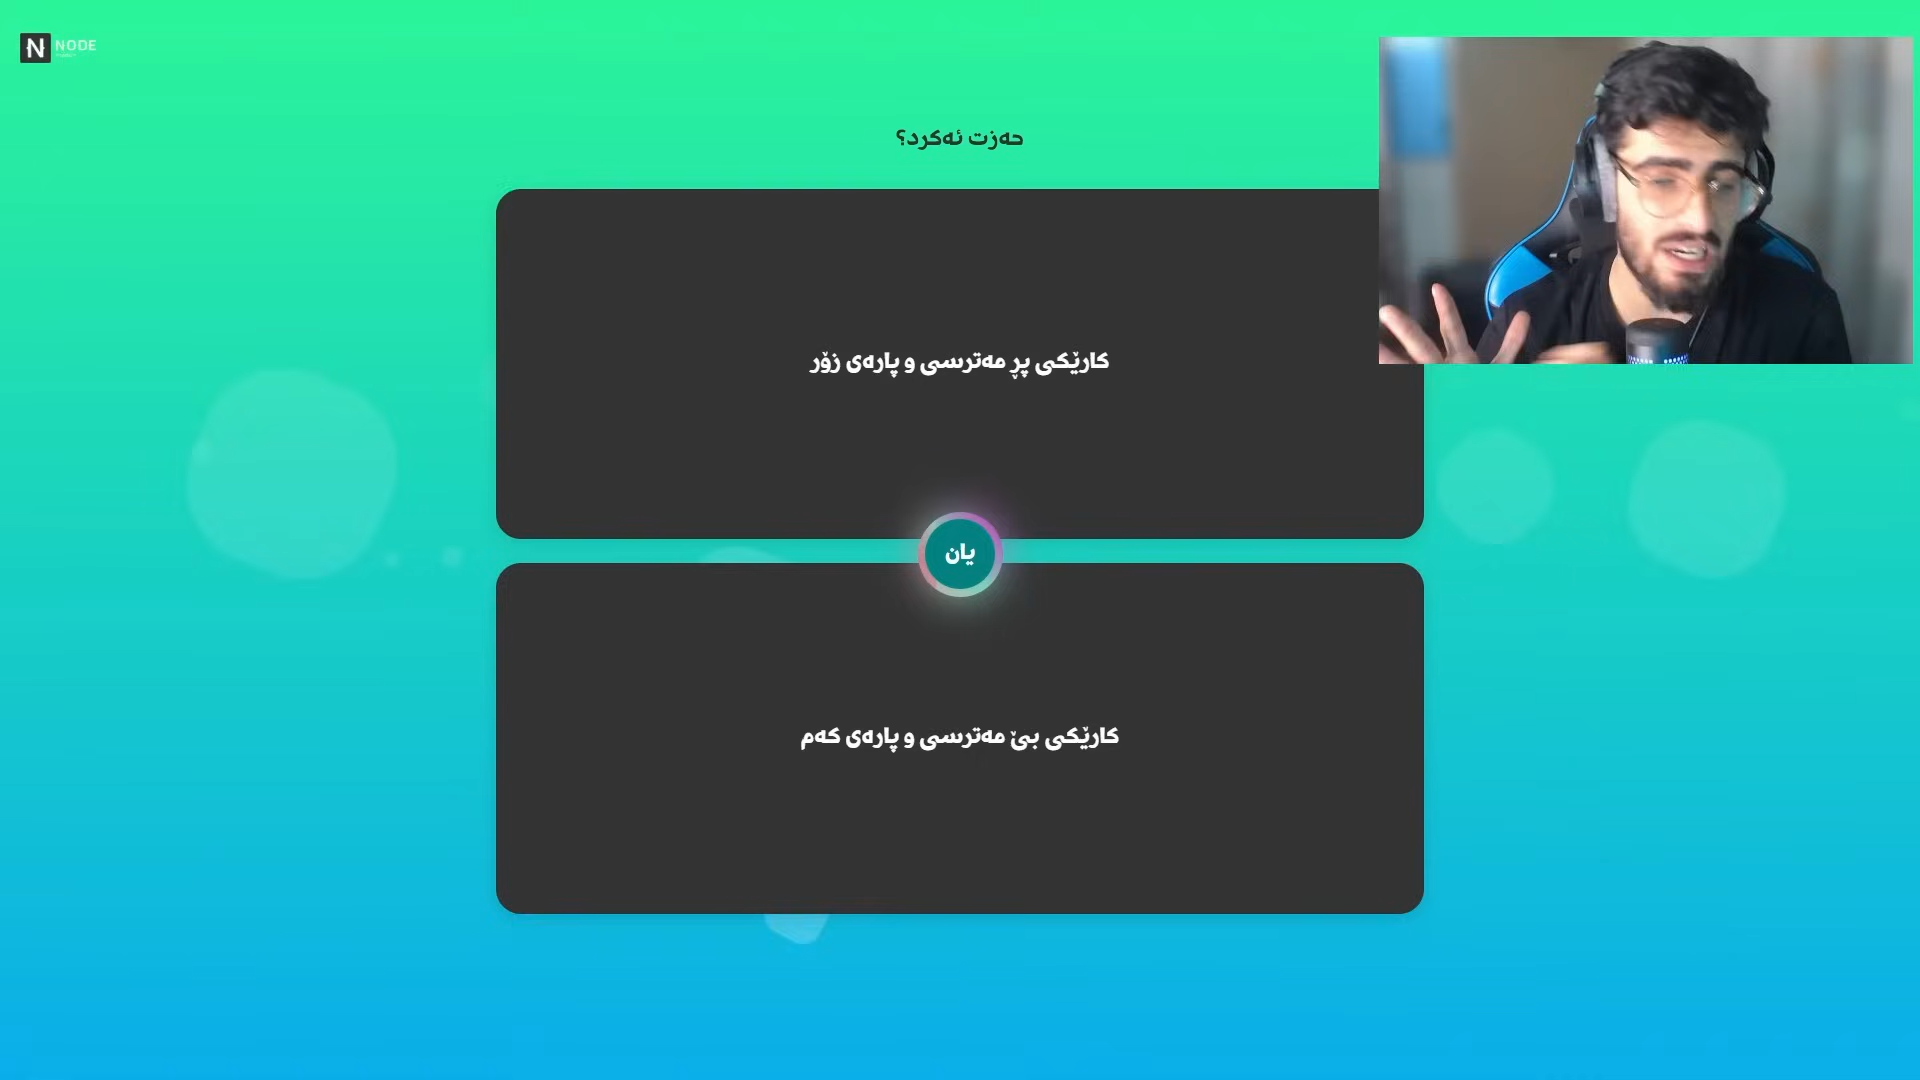 NODE
حەزت ئەکرد؟
کارێکی پڕ مەترسی و پارەی زۆر
یان
کارێکی بێ مەترسی و پارەی کەم